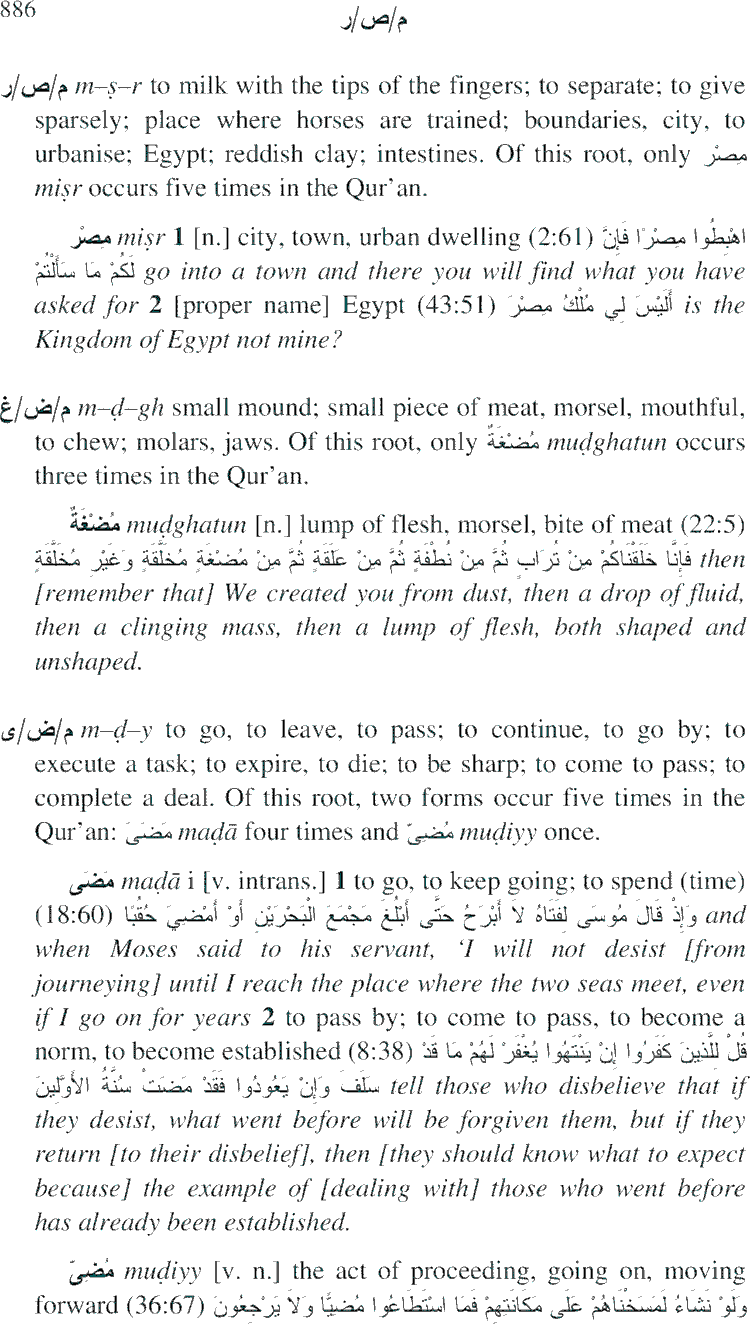 886
م/ص/ر
م/ص/ر m–ṣ–r to milk with the tips of the fingers; to separate; to give
sparsely; place where horses are trained; boundaries, city, to
urbanise; Egypt; reddish clay; intestines. Of this root, only مِصْر
miṣr occurs five times in the Qur’an.
مِصْر miṣr 1 [n.] city, town, urban dwelling (2:61) اهْبِطُوا مِصْرًا فَإِنَّ
لَكُمْ مَا سَأَلْتُمْ go into a town and there you will find what you have
asked for 2 [proper name] Egypt (43:51) أَلَيْسَ لِي مُلْكُ مِصْرَ is the
Kingdom of Egypt not mine?
م/ض/غ m–ḍ–gh small mound; small piece of meat, morsel, mouthful,
to chew; molars, jaws. Of this root, only مُضْغَةٌ muḍghatun occurs
three times in the Qur’an.
مُضْغَةٌ muḍghatun [n.] lump of flesh, morsel, bite of meat (22:5)
فَإِنَّا خَلَقْنَاكُمْ مِنْ تُرَابٍ ثُمَّ مِنْ نُطْفَةٍ ثُمَّ مِنْ عَلَقَةٍ ثُمَّ مِنْ مُضْغَةٍ مُخَلَّقَةٍ وَغَيْرِ مُخَلَّقَةٍ then
[remember that] We created you from dust, then a drop of fluid,
then a clinging mass, then a lump of flesh, both shaped and
unshaped.
م/ض/ى m–ḍ–y to go, to leave, to pass; to continue, to go by; to
execute a task; to expire, to die; to be sharp; to come to pass; to
complete a deal. Of this root, two forms occur five times in the
Qur’an: مَضَىَ maḍā four times and مُضِىّ muḍiyy once.
مَضَى maḍā i [v. intrans.] 1 to go, to keep going; to spend (time)
(18:60) وَإِذْ قَالَ مُوسَى لِفَتَاهُ لاَ أَبْرَحُ حَتَّى أَبْلُغَ مَجْمَعَ الْبَحْرَيْنِ أَوْ أَمْضِيَ حُقُبًا and
when Moses said to his servant, ‘I will not desist [from
journeying] until I reach the place where the two seas meet, even
if I go on for years 2 to pass by; to come to pass, to become a
norm, to become established (8:38) قُلْ لِلَّذِينَ كَفَرُوا إِنْ يَنْتَهُوا يُغْفَرْ لَهُمْ مَا قَدْ
سَلَفَ وَإِنْ يَعُودُوا فَقَدْ مَضَتْ سُنَّةُ الأَوَّلِينَ tell those who disbelieve that if
they desist, what went before will be forgiven them, but if they
return [to their disbelief], then [they should know what to expect
because] the example of [dealing with] those who went before
has already been established.
مُضِىّ muḍiyy [v. n.] the act of proceeding, going on, moving
forward (36:67) وَلَوْ نَشَاءُ لَمَسَخْنَاهُمْ عَلَى مَكَانَتِهِمْ فَمَا اسْتَطَاعُوا مُضِيًّا وَلاَ يَرْجِعُونَ